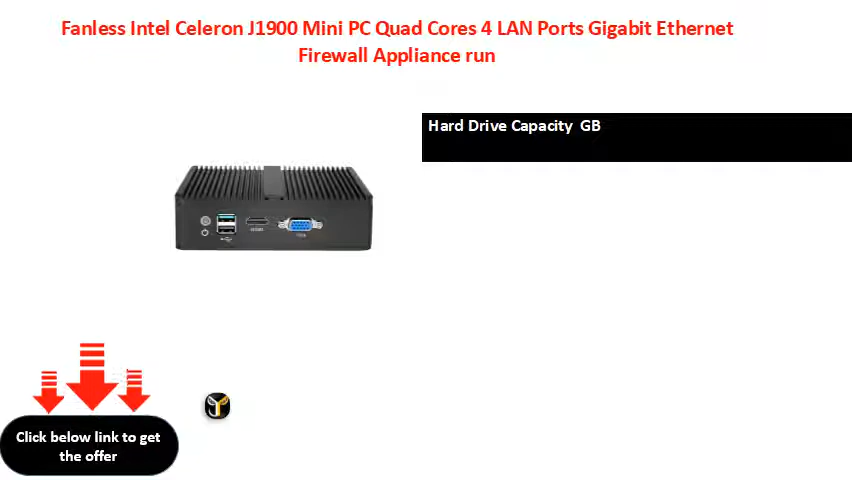 Fanless Intel Celeron J1900 Mini PC Quad Cores 4 LAN Ports Gigabit Ethernet
Firewall Appliance run
Hard Drive Capacity GB
Click below link to get
the offer